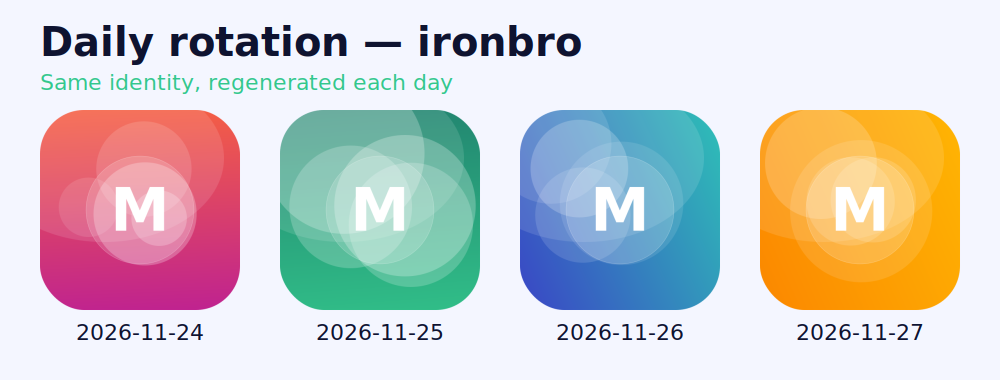 Daily rotation — ironbro
Same identity, regenerated each day
M M M M
2026-11-24 2026-11-25 2026-11-26 2026-11-27